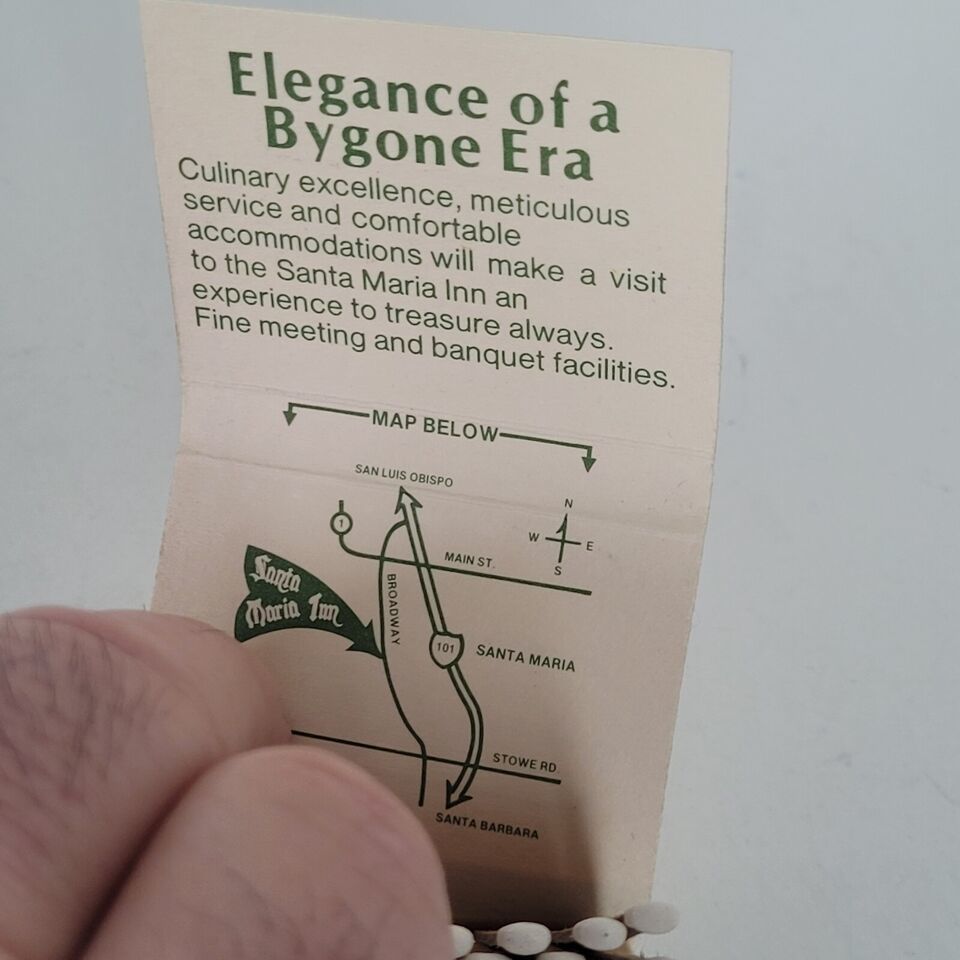 Elegance of a
Bygone Era
Culinary excellence, meticulous
service and comfortable
accommodations will make a visit
to the Santa Maria Inn an
experience to treasure always.
Fine meeting and banquet facilities.
MAP BELOW
SAN LUIS OBISPO
N
W E
S
1
MAIN ST.
Santa
Maria Inn
BROADWAY
101
SANTA MARIA
STOWE RD.
SANTA BARBARA